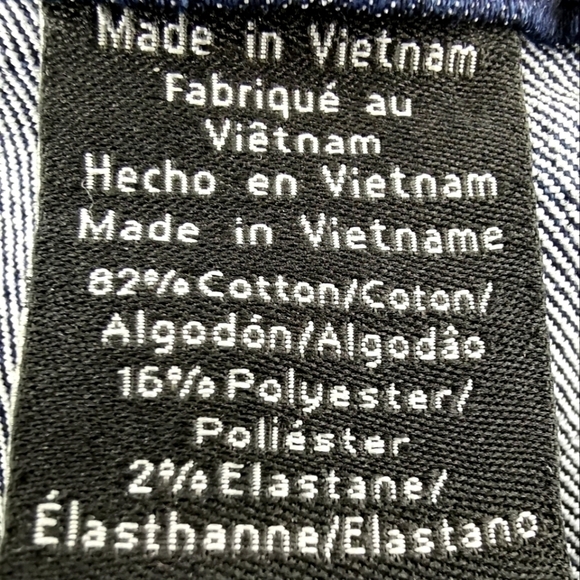 Made in Vietnam
Fabriqué au
Viêtnam
Hecho en Vietnam
Made in Vietname
82% Cotton/Coton/
Algodón/Algodâo
16% Polyester/
Poliéster
2% Elastane/
Élasthanne/Elastano